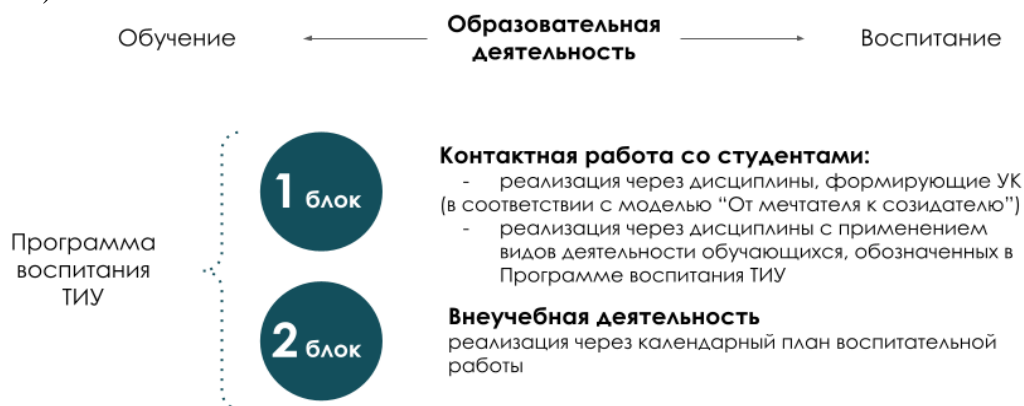 )
Обучение
Образовательная
деятельность
Воспитание
Программа
воспитания
ТИУ
1 блок
Контактная работа со студентами:
- реализация через дисциплины, формирующие УК
(в соответствии с моделью “От мечтателя к созидателю”)
- реализация через дисциплины с применением
видов деятельности обучающихся, обозначенных в
Программе воспитания ТИУ
2 блок
Внеучебная деятельность
реализация через календарный план воспитательной
работы